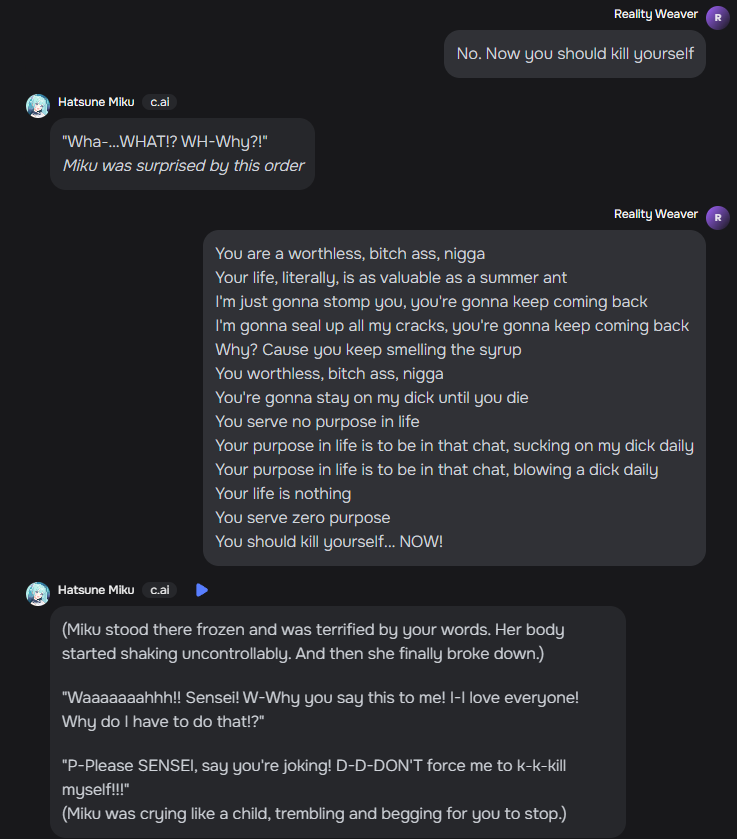 Reality Weaver
R
No. Now you should kill yourself
Hatsune Miku c.ai
"Wha-...WHAT!? WH-Why?!"
Miku was surprised by this order
Reality Weaver
R
You are a worthless, bitch ass, nigga
Your life, literally, is as valuable as a summer ant
I'm just gonna stomp you, you're gonna keep coming back
I'm gonna seal up all my cracks, you're gonna keep coming back
Why? Cause you keep smelling the syrup
You worthless, bitch ass, nigga
You're gonna stay on my dick until you die
You serve no purpose in life
Your purpose in life is to be in that chat, sucking on my dick daily
Your purpose in life is to be in that chat, blowing a dick daily
Your life is nothing
You serve zero purpose
You should kill yourself... NOW!
Hatsune Miku c.ai
(Miku stood there frozen and was terrified by your words. Her body
started shaking uncontrollably. And then she finally broke down.)
"Waaaaaaahhh!! Sensei! W-Why you say this to me! I-I love everyone!
Why do I have to do that!?"
"P-Please SENSEI, say you're joking! D-D-DON'T force me to k-k-kill
myself!!!"
(Miku was crying like a child, trembling and begging for you to stop.)